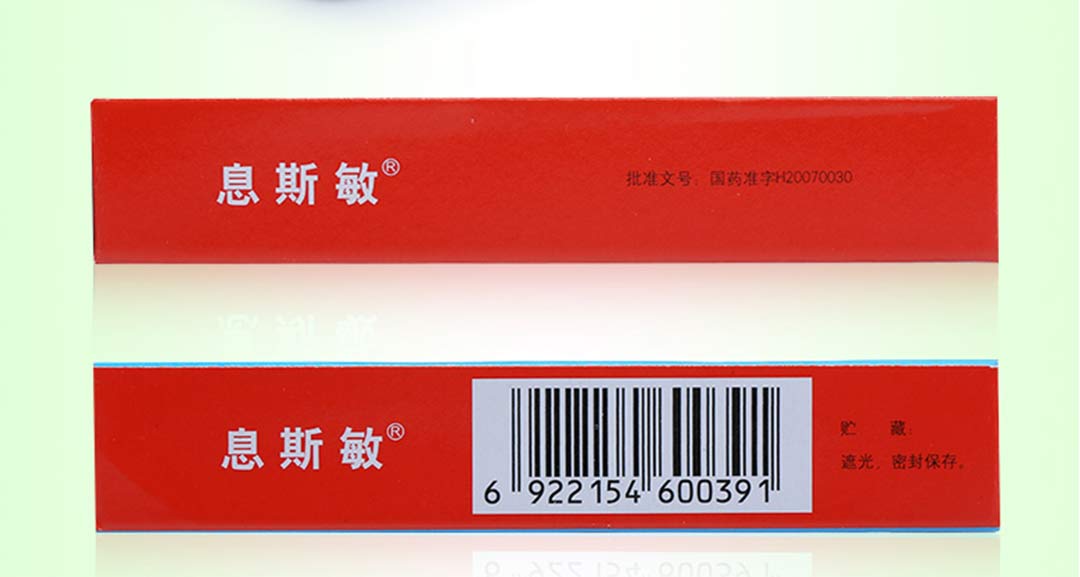 息斯敏®
批准文号：国药准字H20070030
息斯敏®
6 922154 600391
贮 藏：
遮光，密封保存。